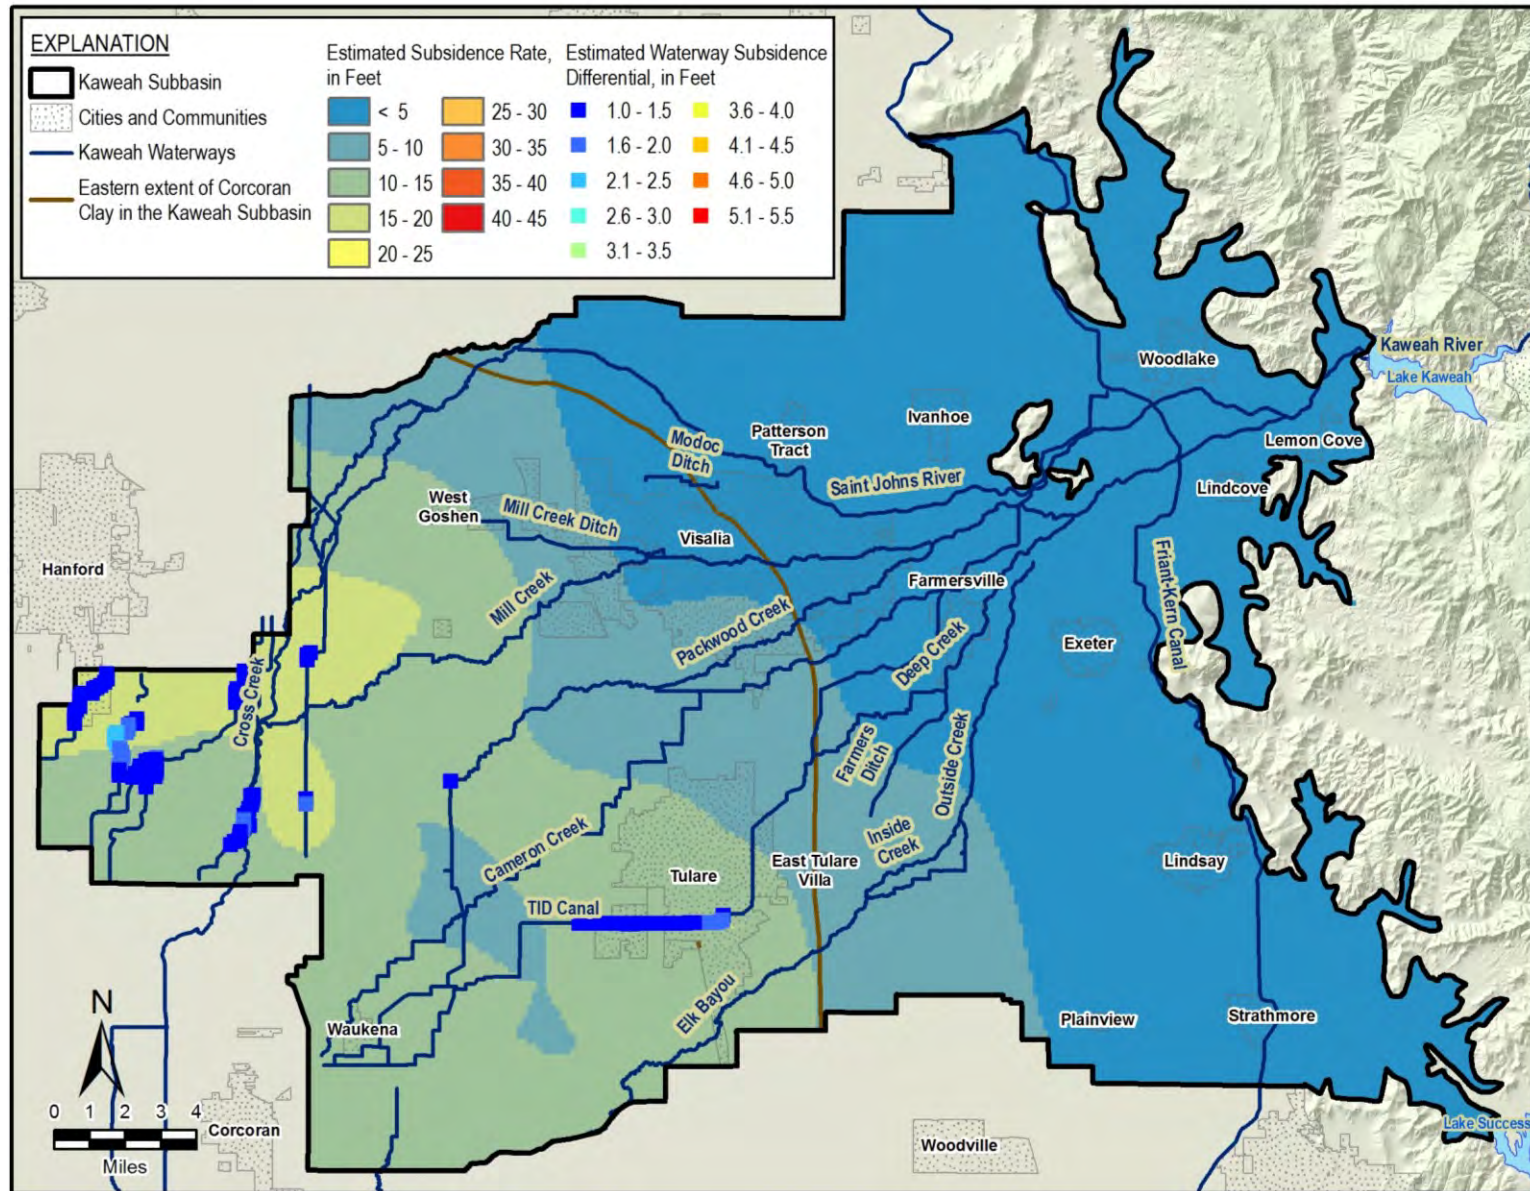 EXPLANATION
Kaweah Subbasin
Cities and Communities
Kaweah Waterways
Eastern extent of Corcoran
Clay in the Kaweah Subbasin
Estimated Subsidence Rate,
in Feet
< 5
5 - 10
10 - 15
15 - 20
20 - 25
25 - 30
30 - 35
35 - 40
40 - 45
Estimated Waterway Subsidence
Differential, in Feet
1.0 - 1.5
1.6 - 2.0
2.1 - 2.5
2.6 - 3.0
3.1 - 3.5
3.6 - 4.0
4.1 - 4.5
4.6 - 5.0
5.1 - 5.5
Kaweah River
Woodlake
Lake Kaweah
Ivanhoe
Patterson
Tract
Modoc
Ditch
Lemon Cove
Saint Johns River
Lindcove
West
Goshen
Mill Creek Ditch
Visalia
Hanford
Farmersville
Friant-Kern Canal
Mill Creek
Packwood Creek
Exeter
Deep Creek
Cross Creek
Farmers
Ditch
Outside Creek
Inside
Creek
Cameron Creek
East Tulare
Villa
Lindsay
Tulare
TID Canal
Elk Bayou
Waukena
Plainview
Strathmore
N
0 1 2 3 4
Miles
Corcoran
Woodville
Lake Success